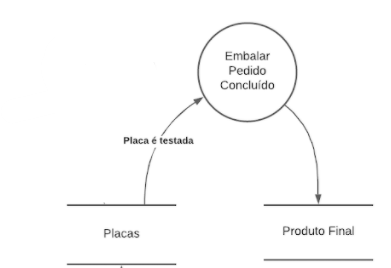 Embalar
Pedido
Concluído
Placa é testada
Placas
Produto Final